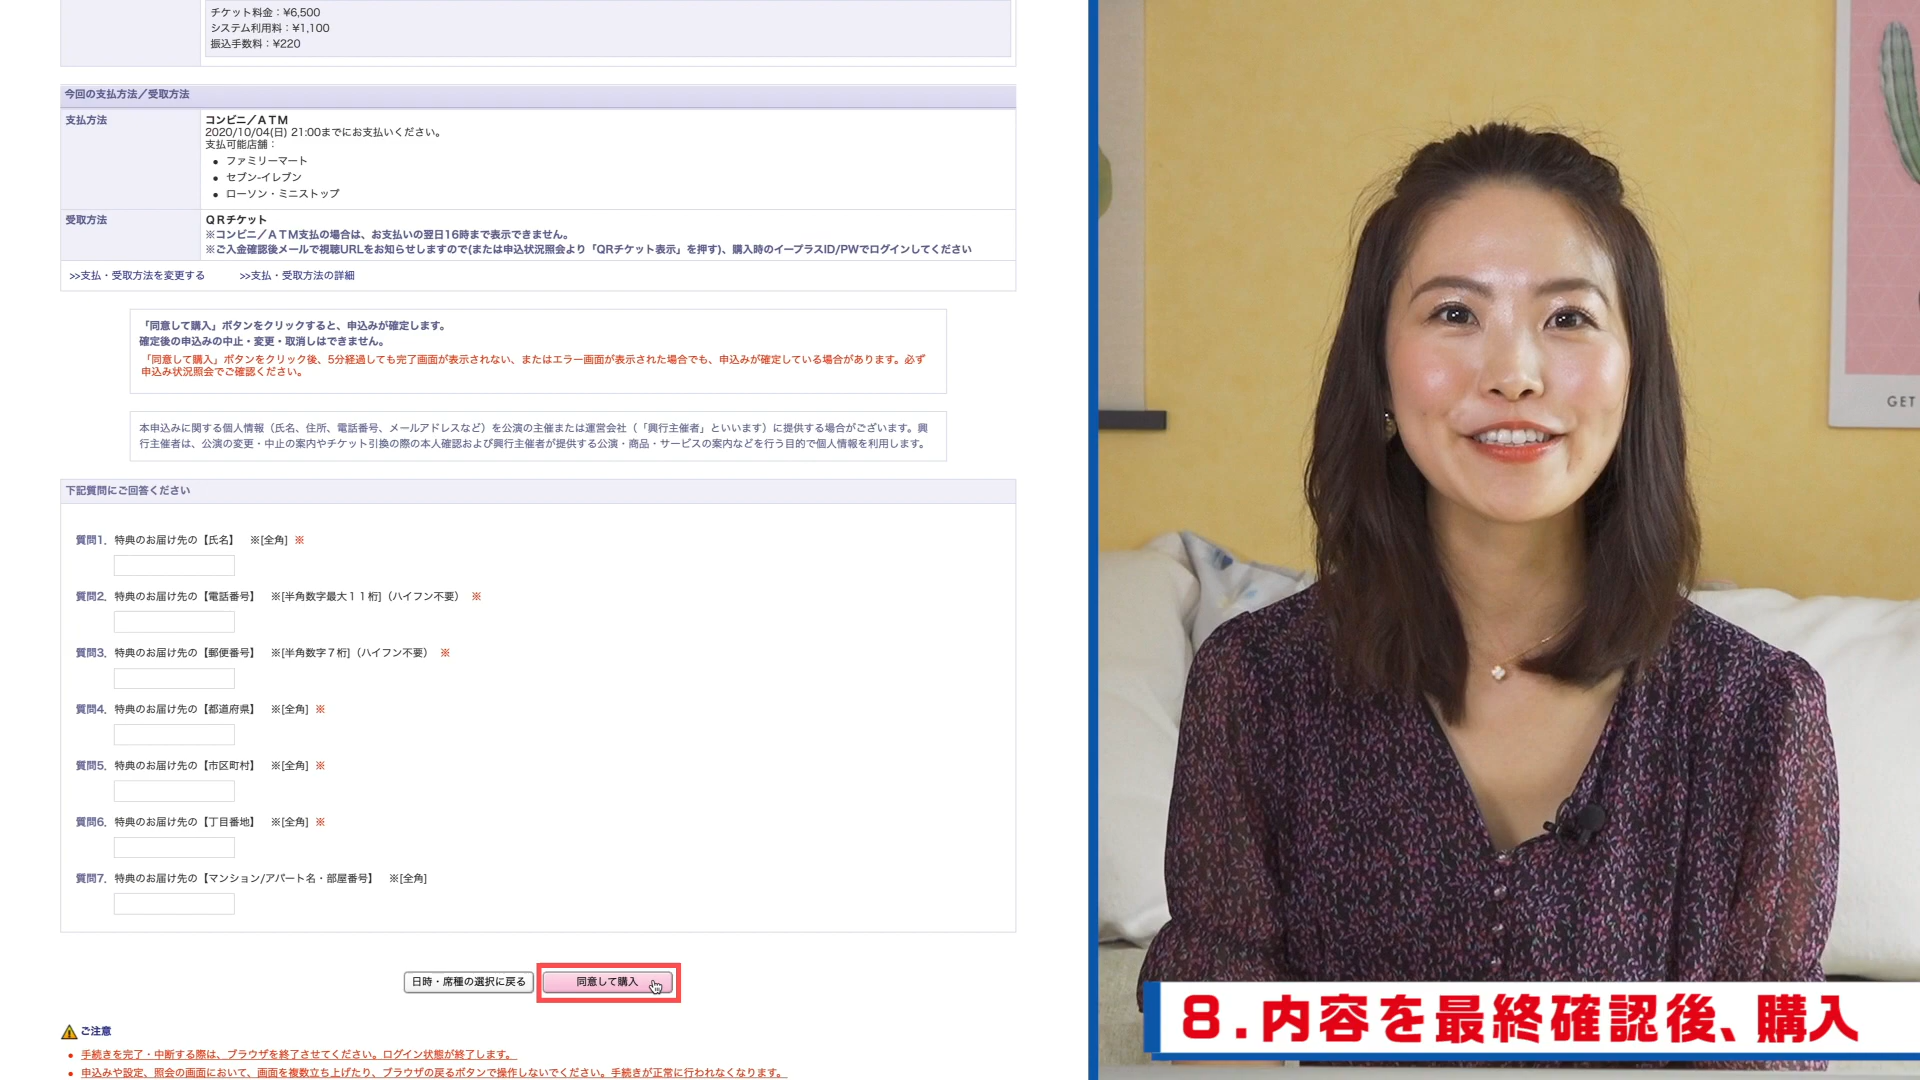 チケット料金：¥6,500
システム利用料：¥1,100
振込手数料：¥220
今回の支払方法／受取方法
支払方法
コンビニ／ＡＴＭ
2020/10/04(日) 21:00までにお支払いください。
支払可能店舗：
ファミリーマート
セブン-イレブン
ローソン・ミニストップ
受取方法
ＱＲチケット
※コンビニ／ＡＴＭ支払の場合は、お支払いの翌日16時まで表示できません。
※ご入金確認後メールで視聴URLをお知らせしますので(または申込状況照会より「QRチケット表示」を押す)、購入時のイープラスID/PWでログインしてください
>>支払・受取方法を変更する >>支払・受取方法の詳細
「同意して購入」ボタンをクリックすると、申込みが確定します。
確定後の申込みの中止・変更・取消しはできません。
「同意して購入」ボタンをクリック後、5分経過しても完了画面が表示されない、またはエラー画面が表示された場合でも、申込みが確定している場合があります。必ず
申込み状況照会でご確認ください。
本申込みに関する個人情報（氏名、住所、電話番号、メールアドレスなど）を公演の主催または運営会社（「興行主催者」といいます）に提供する場合がございます。興
行主催者は、公演の変更・中止の案内やチケット引換の際の本人確認および興行主催者が提供する公演・商品・サービスの案内などを行う目的で個人情報を利用します。
下記質問にご回答ください
質問1. 特典のお届け先の【氏名】 ※[全角] ※
質問2. 特典のお届け先の【電話番号】 ※[半角数字最大１１桁]（ハイフン不要） ※
質問3. 特典のお届け先の【郵便番号】 ※[半角数字７桁]（ハイフン不要） ※
質問4. 特典のお届け先の【都道府県】 ※[全角] ※
質問5. 特典のお届け先の【市区町村】 ※[全角] ※
質問6. 特典のお届け先の【丁目番地】 ※[全角] ※
質問7. 特典のお届け先の【マンション/アパート名・部屋番号】 ※[全角]
日時・席種の選択に戻る 同意して購入
ご注意
手続きを完了・中断する際は、ブラウザを終了させてください。ログイン状態が終了します。
申込みや設定、照会の画面において、画面を複数立ち上げたり、ブラウザの戻るボタンで操作しないでください。手続きが正常に行われなくなります。
GET
8.内容を最終確認後、購入